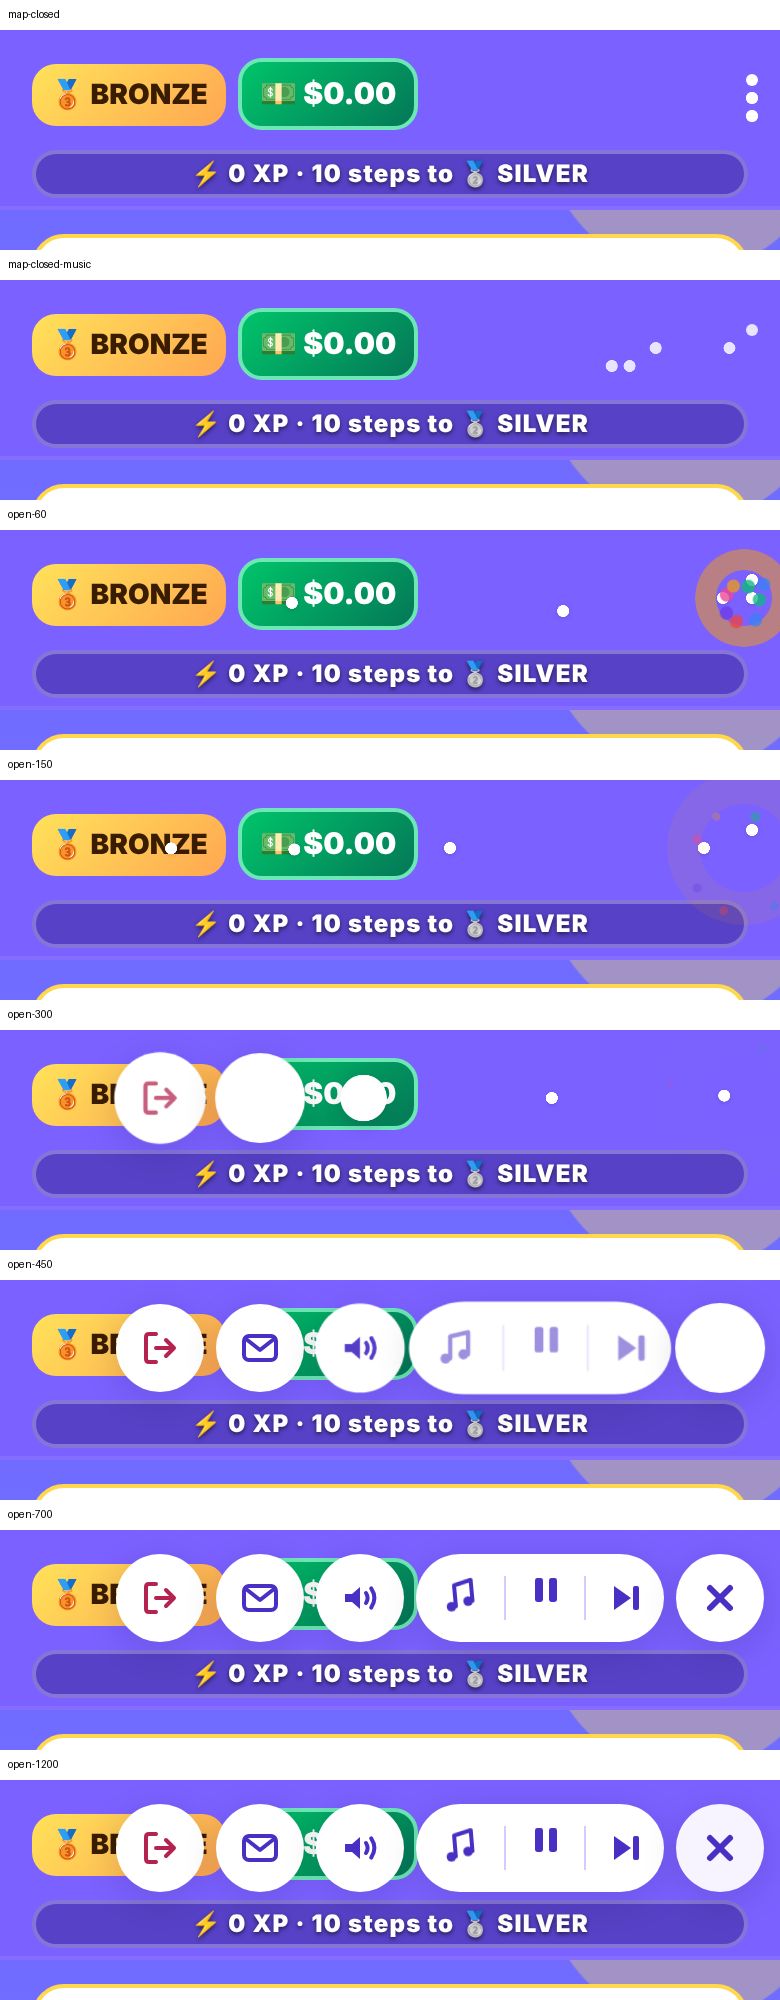 map-closed
🥉 BRONZE 💵 $0.00
⚡ 0 XP · 10 steps to 🥈 SILVER
map-closed-music
🥉 BRONZE 💵 $0.00
⚡ 0 XP · 10 steps to 🥈 SILVER
open-60
🥉 BRONZE 💵 $0.00
⚡ 0 XP · 10 steps to 🥈 SILVER
open-150
🥉 BRONZE 💵 $0.00
⚡ 0 XP · 10 steps to 🥈 SILVER
open-300
⚡ 0 XP · 10 steps to 🥈 SILVER
open-450
⚡ 0 XP · 10 steps to 🥈 SILVER
open-700
⚡ 0 XP · 10 steps to 🥈 SILVER
open-1200
⚡ 0 XP · 10 steps to 🥈 SILVER